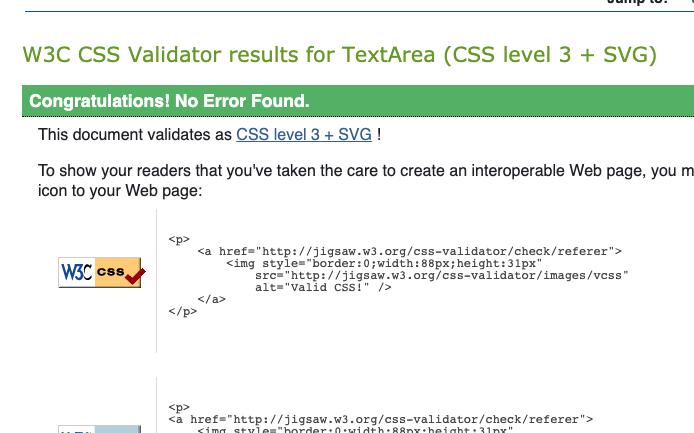 Jump to:
W3C CSS Validator results for TextArea (CSS level 3 + SVG)
Congratulations! No Error Found.
This document validates as CSS level 3 + SVG !
To show your readers that you've taken the care to create an interoperable Web page, you m
icon to your Web page:
<p>
<a href="http://jigsaw.w3.org/css-validator/check/referer">
<img style="border:0;width:88px;height:31px"
src="http://jigsaw.w3.org/css-validator/images/vcss"
alt="Valid CSS!" />
</a>
</p>
W3C css
<p>
<a href="http://jigsaw.w3.org/css-validator/check/referer">
<img style="border:0;width:88px;height:31px"